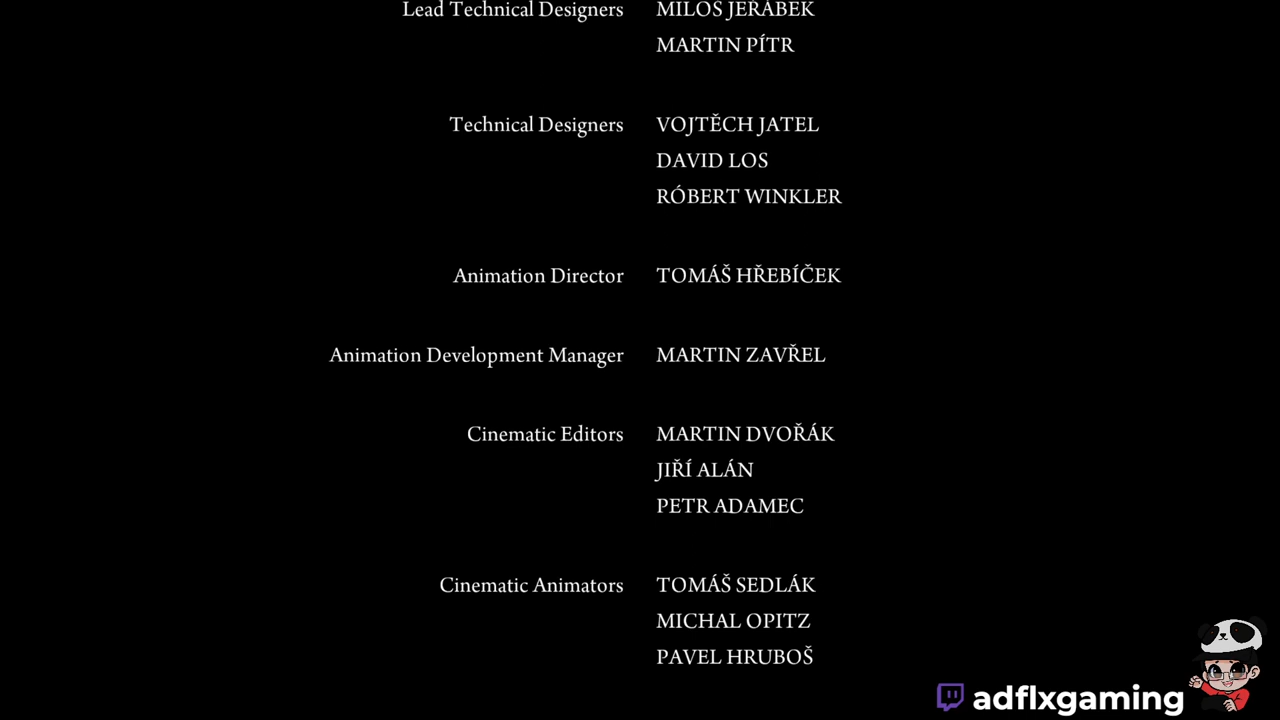 Lead Technical Designers MILOŠ JEŘÁBEK
MARTIN PÍTR
Technical Designers VOJTĚCH JATEL
DAVID LOS
RÓBERT WINKLER
Animation Director TOMÁŠ HŘEBÍČEK
Animation Development Manager MARTIN ZAVŘEL
Cinematic Editors MARTIN DVOŘÁK
JIŘÍ ALÁN
PETR ADAMEC
Cinematic Animators TOMÁŠ SEDLÁK
MICHAL OPITZ
PAVEL HRUBOŠ
adflxgaming